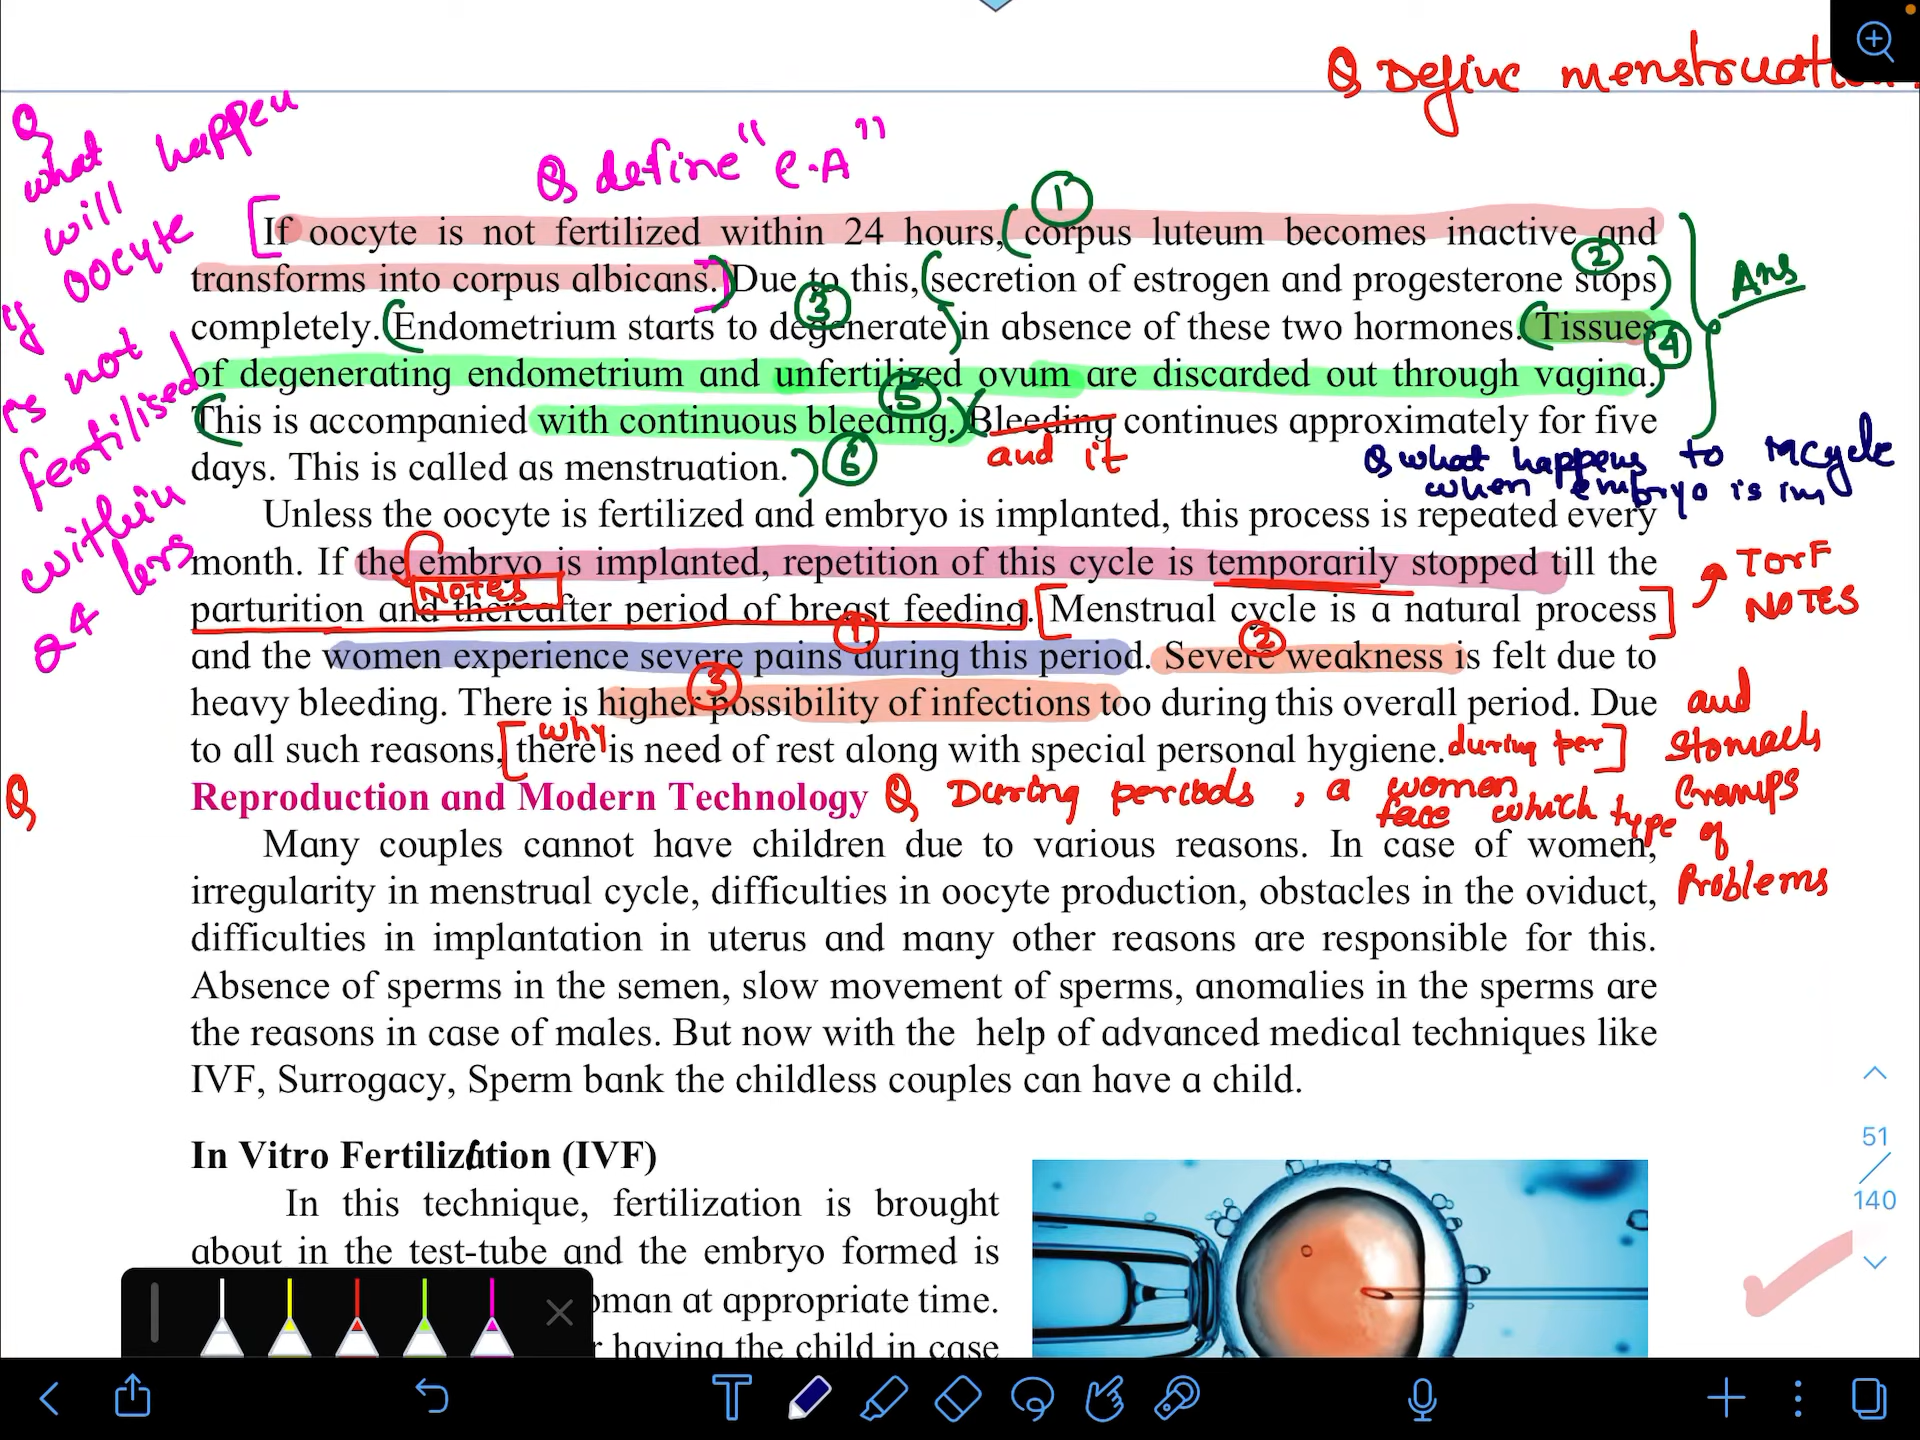 Q Define menstruation.
Q
what happen
will
oocyte
if
is not
fertilised
within
24 hrs
Q define "C.A"
①
If oocyte is not fertilized within 24 hours, corpus luteum becomes inactive and
②
transforms into corpus albicans. Due to this, secretion of estrogen and progesterone stops
Ans
③
completely. Endometrium starts to degenerate in absence of these two hormones. Tissues
④
of degenerating endometrium and unfertilized ovum are discarded out through vagina.
⑤
This is accompanied with continuous bleeding. Bleeding continues approximately for five
and it
days. This is called as menstruation. ⑥
Q what happens to Mcycle
when embryo is im
Unless the oocyte is fertilized and embryo is implanted, this process is repeated every
month. If the embryo is implanted, repetition of this cycle is temporarily stopped till the
TorF
NOTES
Notes
parturition and thereafter period of breast feeding. Menstrual cycle is a natural process
①
②
and the women experience severe pains during this period. Severe weakness is felt due to
③
heavy bleeding. There is higher possibility of infections too during this overall period. Due
why
to all such reasons, there is need of rest along with special personal hygiene. during per
and
stomach
cramps
Q
Reproduction and Modern Technology
Q During periods, a women
face which type of
Problems
Many couples cannot have children due to various reasons. In case of women,
irregularity in menstrual cycle, difficulties in oocyte production, obstacles in the oviduct,
difficulties in implantation in uterus and many other reasons are responsible for this.
Absence of sperms in the semen, slow movement of sperms, anomalies in the sperms are
the reasons in case of males. But now with the help of advanced medical techniques like
IVF, Surrogacy, Sperm bank the childless couples can have a child.
51
/
140
In Vitro Fertilization (IVF)
In this technique, fertilization is brought
about in the test-tube and the embryo formed is
oman at appropriate time.
r having the child in case
T